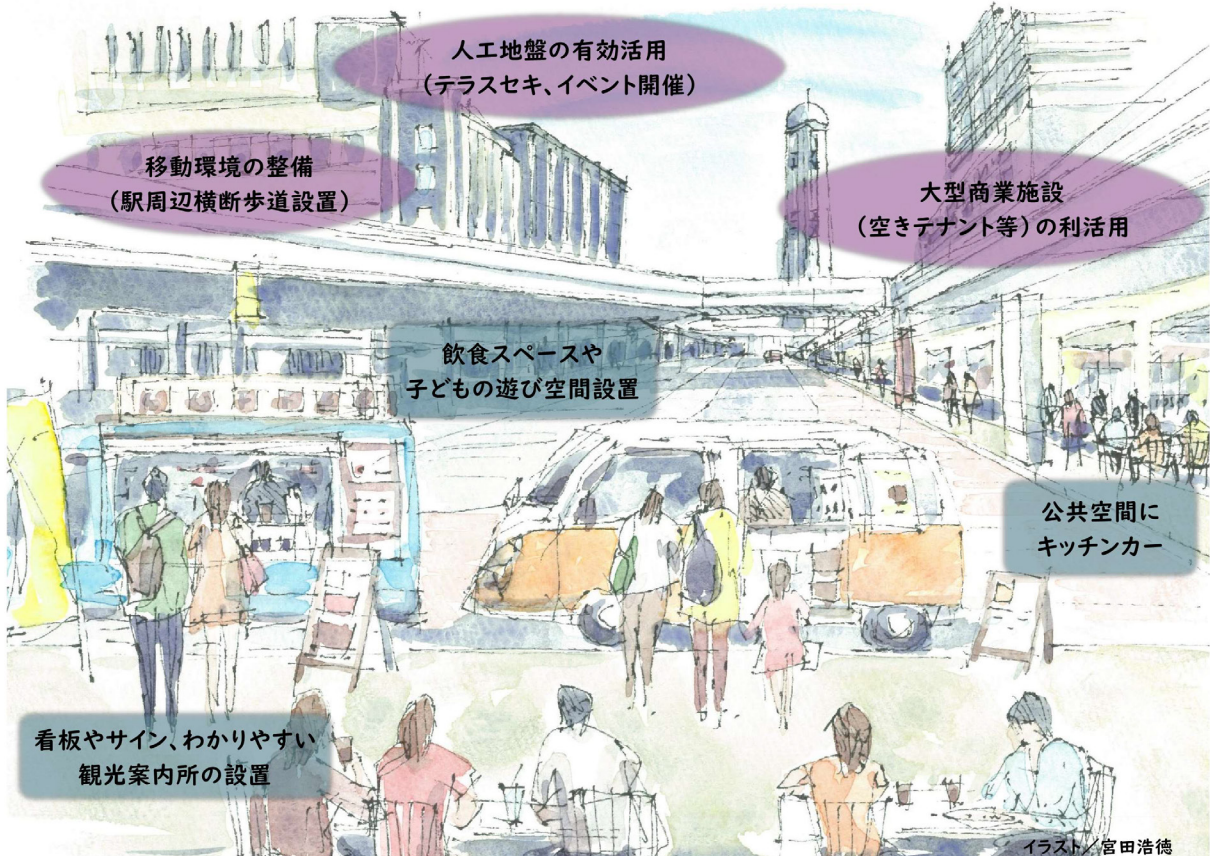 人工地盤の有効活用
（テラスセキ、イベント開催）
移動環境の整備
（駅周辺横断歩道設置）
大型商業施設
（空きテナント等）の利活用
飲食スペースや
子どもの遊び空間設置
公共空間に
キッチンカー
看板やサイン、わかりやすい
観光案内所の設置
イラスト／宮田浩徳